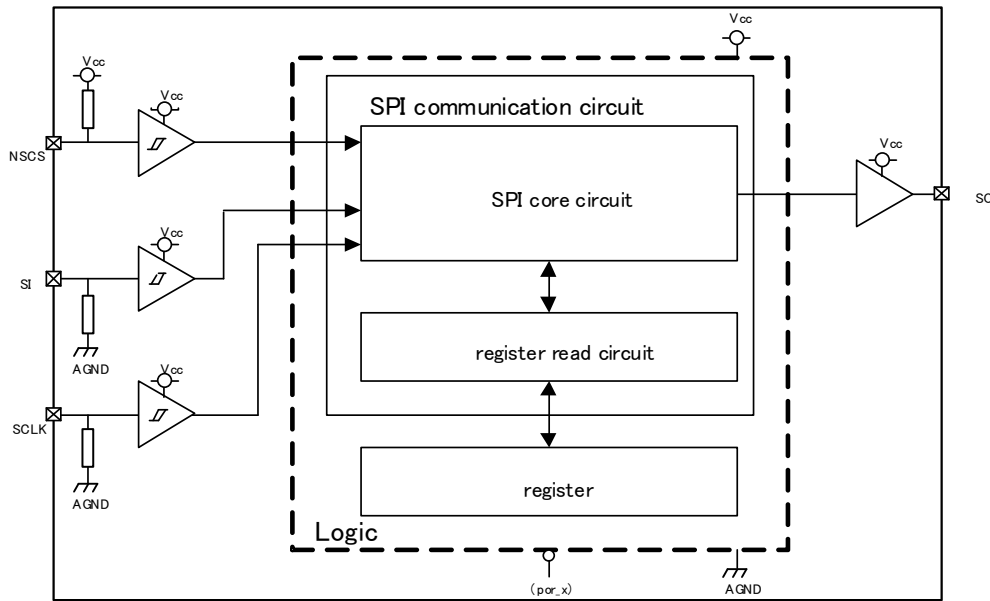 Vcc
Vcc
Vcc
NSCS
SPI communication circuit
SPI core circuit
Vcc
Vcc
SI
AGND
register read circuit
Vcc
SCLK
AGND
register
Logic
(por_x)
AGND